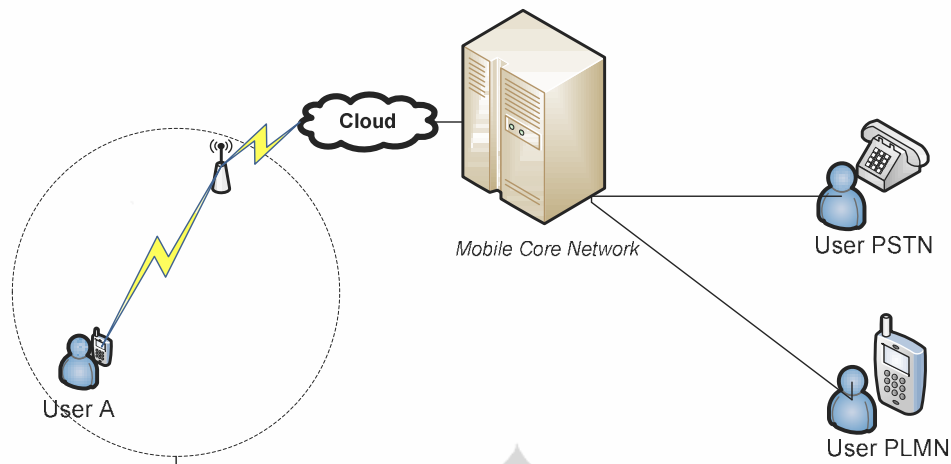 Cloud
Mobile Core Network
User PSTN
User A
User PLMN